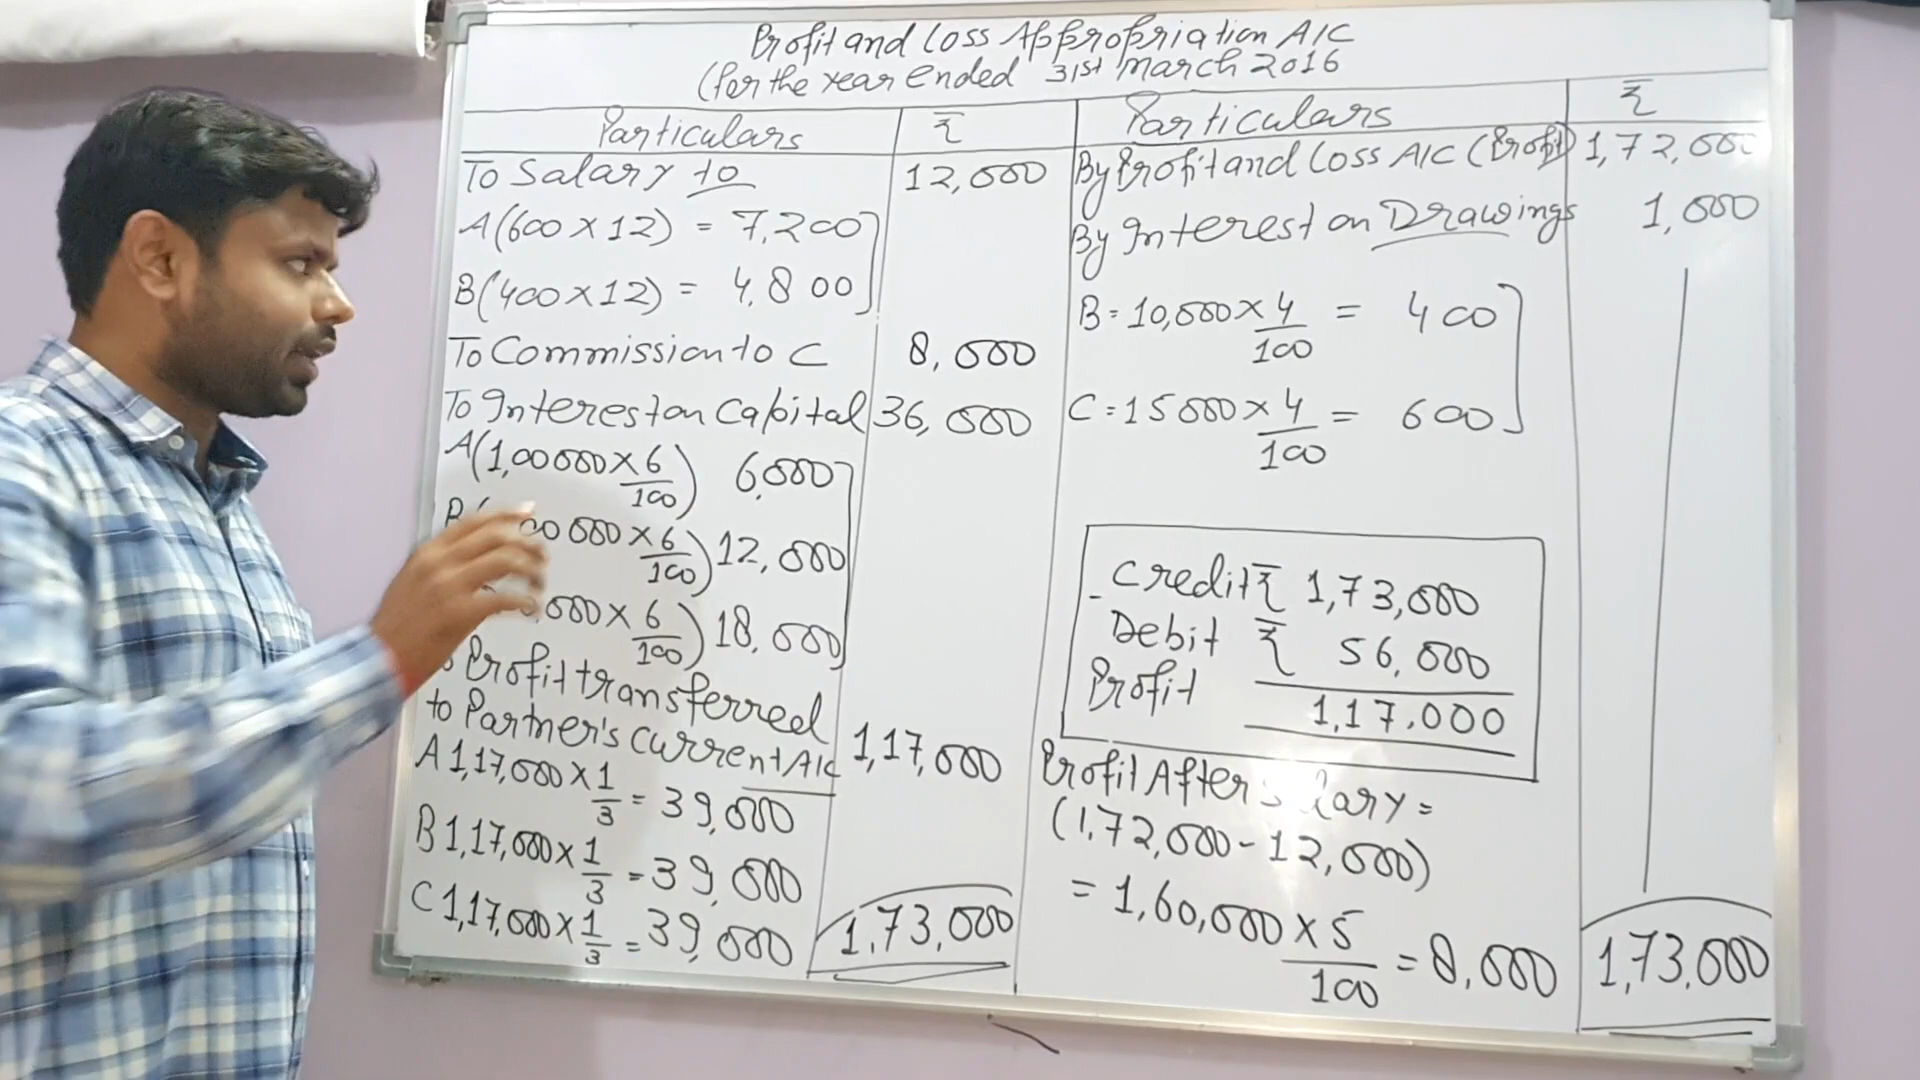 Profit and Loss Appropriation A/C
(for the year ended 31st March 2016
Particulars ₹ Particulars ₹
To Salary to 12,000
A(600 × 12) = 7,200
B(400 × 12) = 4,800
To Commission to C 8,000
To Interest on Capital 36,000
A(1,00000 × 6/100) 6,000
00 000 × 6/100) 12,000
,000 × 6/100) 18,000
Profit transferred
to Partner's Current A/c 1,17,000
A 1,17,000 × 1/3 = 39,000
B 1,17,000 × 1/3 = 39,000
C 1,17,000 × 1/3 = 39,000
1,73,000
By Profit and Loss A/C (Profit) 1,72,000
By Interest on Drawings 1,000
B = 10,000 × 4/100 = 400
C = 15000 × 4/100 = 600
Credit ₹ 1,73,000
- Debit ₹ 56,000
Profit 1,17,000
Profit After Salary =
(1,72,000 - 12,000)
= 1,60,000 × 5/100 = 8,000
1,73,000